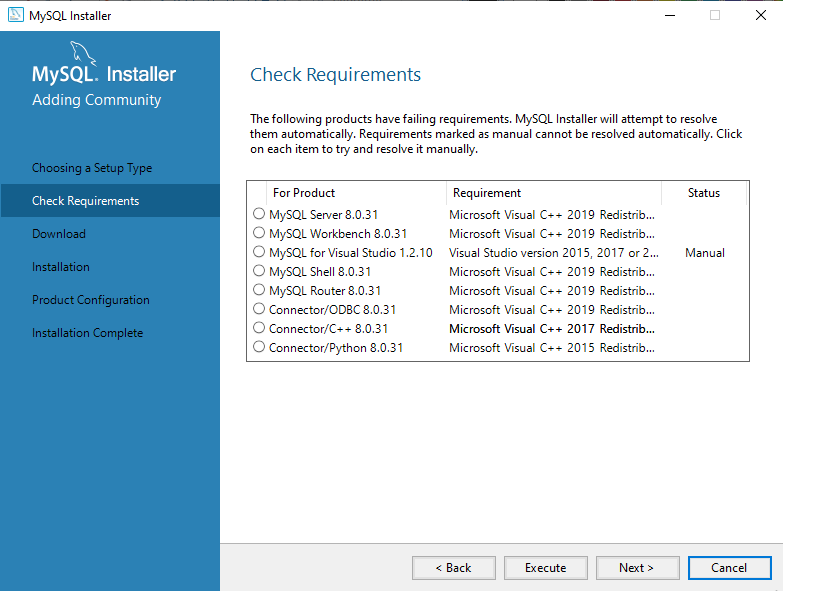 MySQL Installer
MySQL. Installer
Adding Community
Choosing a Setup Type
Check Requirements
Download
Installation
Product Configuration
Installation Complete
Check Requirements
The following products have failing requirements. MySQL Installer will attempt to resolve
them automatically. Requirements marked as manual cannot be resolved automatically. Click
on each item to try and resolve it manually.
For Product Requirement Status
MySQL Server 8.0.31 Microsoft Visual C++ 2019 Redistrib...
MySQL Workbench 8.0.31 Microsoft Visual C++ 2019 Redistrib...
MySQL for Visual Studio 1.2.10 Visual Studio version 2015, 2017 or 2... Manual
MySQL Shell 8.0.31 Microsoft Visual C++ 2019 Redistrib...
MySQL Router 8.0.31 Microsoft Visual C++ 2019 Redistrib...
Connector/ODBC 8.0.31 Microsoft Visual C++ 2019 Redistrib...
Connector/C++ 8.0.31 Microsoft Visual C++ 2017 Redistrib...
Connector/Python 8.0.31 Microsoft Visual C++ 2015 Redistrib...
< Back Execute Next > Cancel